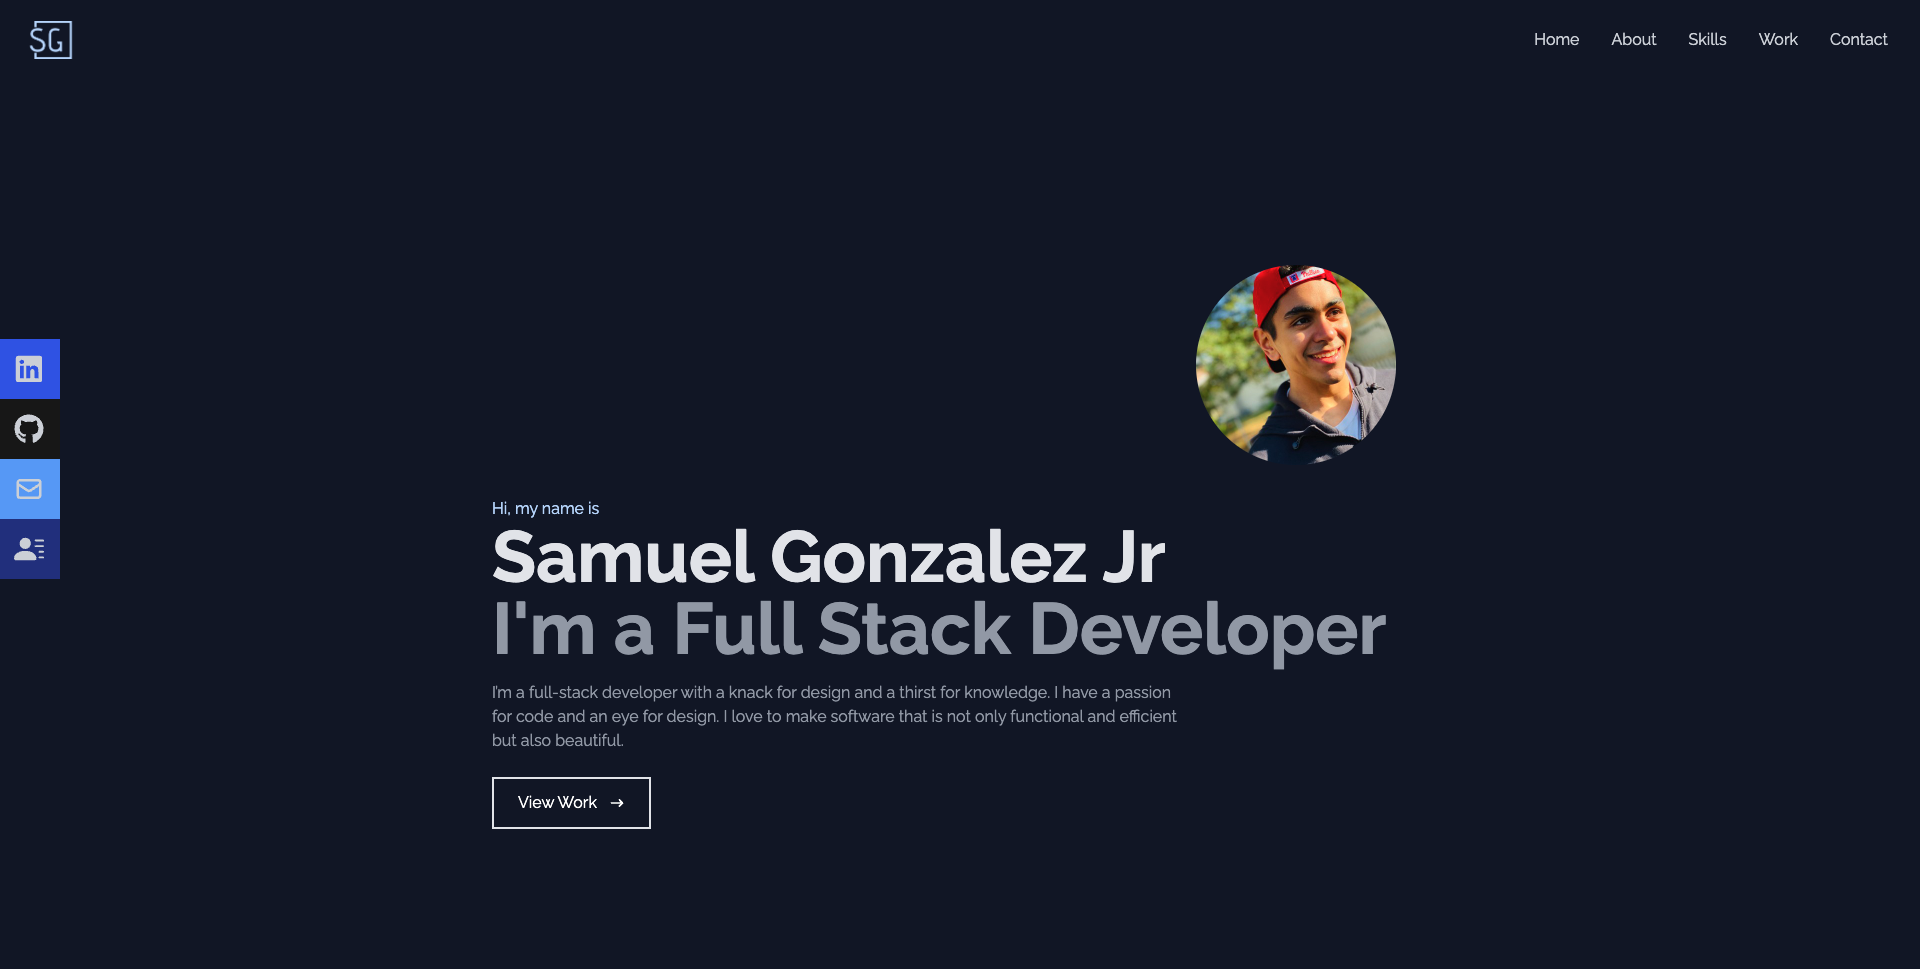 SG
Home About Skills Work Contact
in
Hi, my name is
Samuel Gonzalez Jr
I'm a Full Stack Developer
I'm a full-stack developer with a knack for design and a thirst for knowledge. I have a passion
for code and an eye for design. I love to make software that is not only functional and efficient
but also beautiful.
View Work →